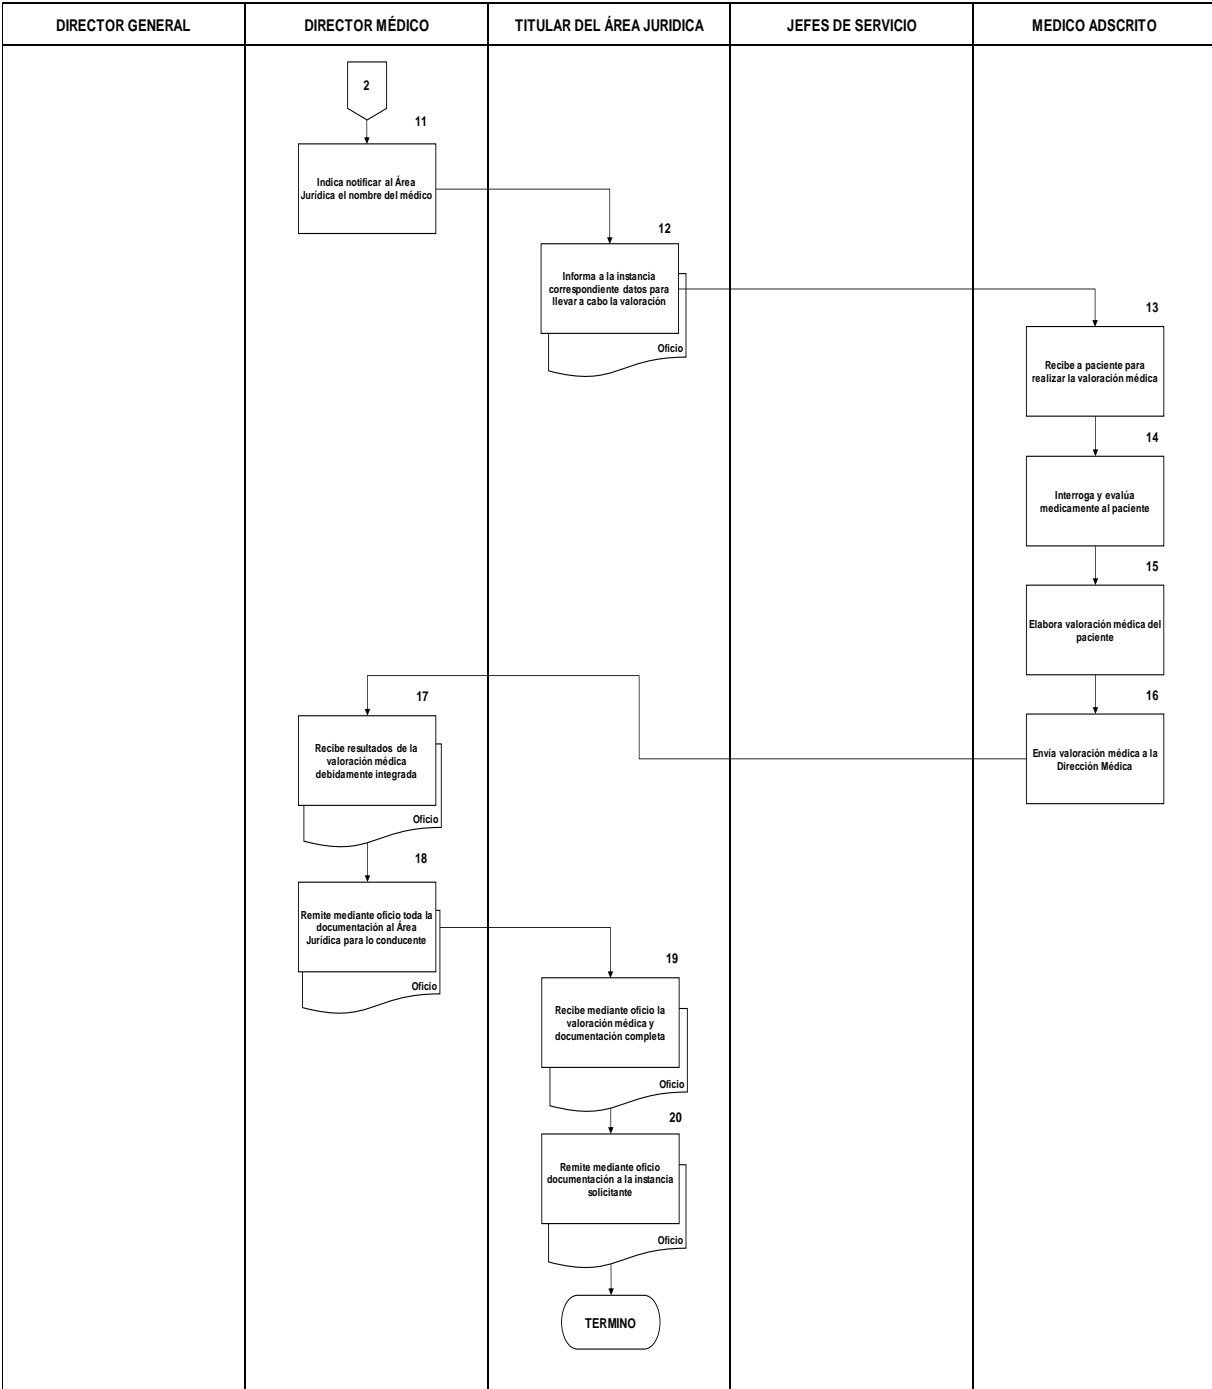 DIRECTOR GENERAL
DIRECTOR MÉDICO
TITULAR DEL ÁREA JURIDICA
JEFES DE SERVICIO
MEDICO ADSCRITO
2
11
Indica notificar al Área
Jurídica el nombre del médico
12
Informa a la instancia
correspondiente datos para
llevar a cabo la valoración
Oficio
13
Recibe a paciente para
realizar la valoración médica
14
Interroga y evalúa
medicamente al paciente
15
Elabora valoración médica del
paciente
16
Envía valoración médica a la
Dirección Médica
17
Recibe resultados de la
valoración médica
debidamente integrada
Oficio
18
Remite mediante oficio toda la
documentación al Área
Jurídica para lo conducente
Oficio
19
Recibe mediante oficio la
valoración médica y
documentación completa
Oficio
20
Remite mediante oficio
documentación a la instancia
solicitante
Oficio
TERMINO